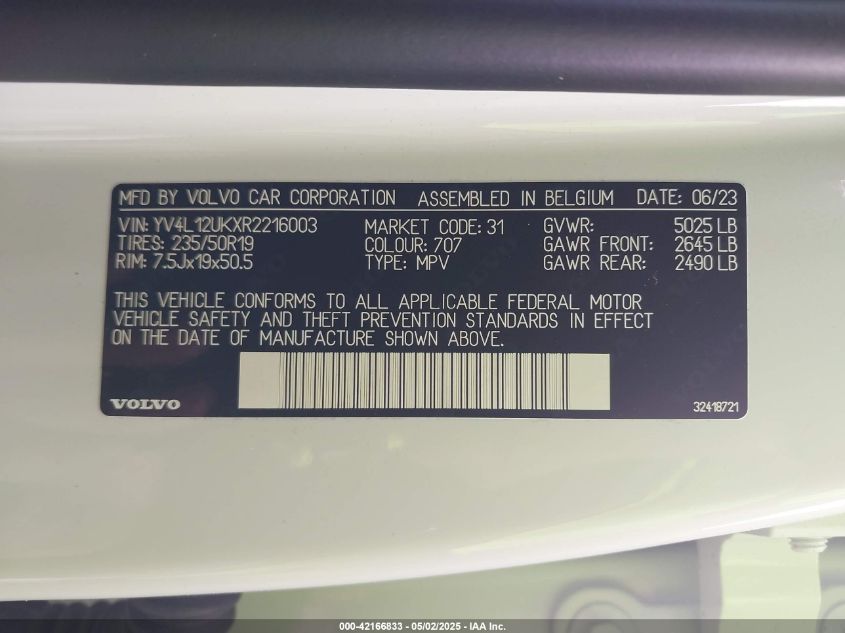 MFD BY VOLVO CAR CORPORATION ASSEMBLED IN BELGIUM DATE: 06/23
VIN: YV4L12UKXR2216003 MARKET CODE: 31 GVWR: 5025 LB
TIRES: 235/50R19 COLOUR: 707 GAWR FRONT: 2645 LB
RIM: 7.5Jx19x50.5 TYPE: MPV GAWR REAR: 2490 LB
THIS VEHICLE CONFORMS TO ALL APPLICABLE FEDERAL MOTOR
VEHICLE SAFETY AND THEFT PREVENTION STANDARDS IN EFFECT
ON THE DATE OF MANUFACTURE SHOWN ABOVE.
VOLVO 32418721
000-42166833 - 05/02/2025 - IAA Inc.